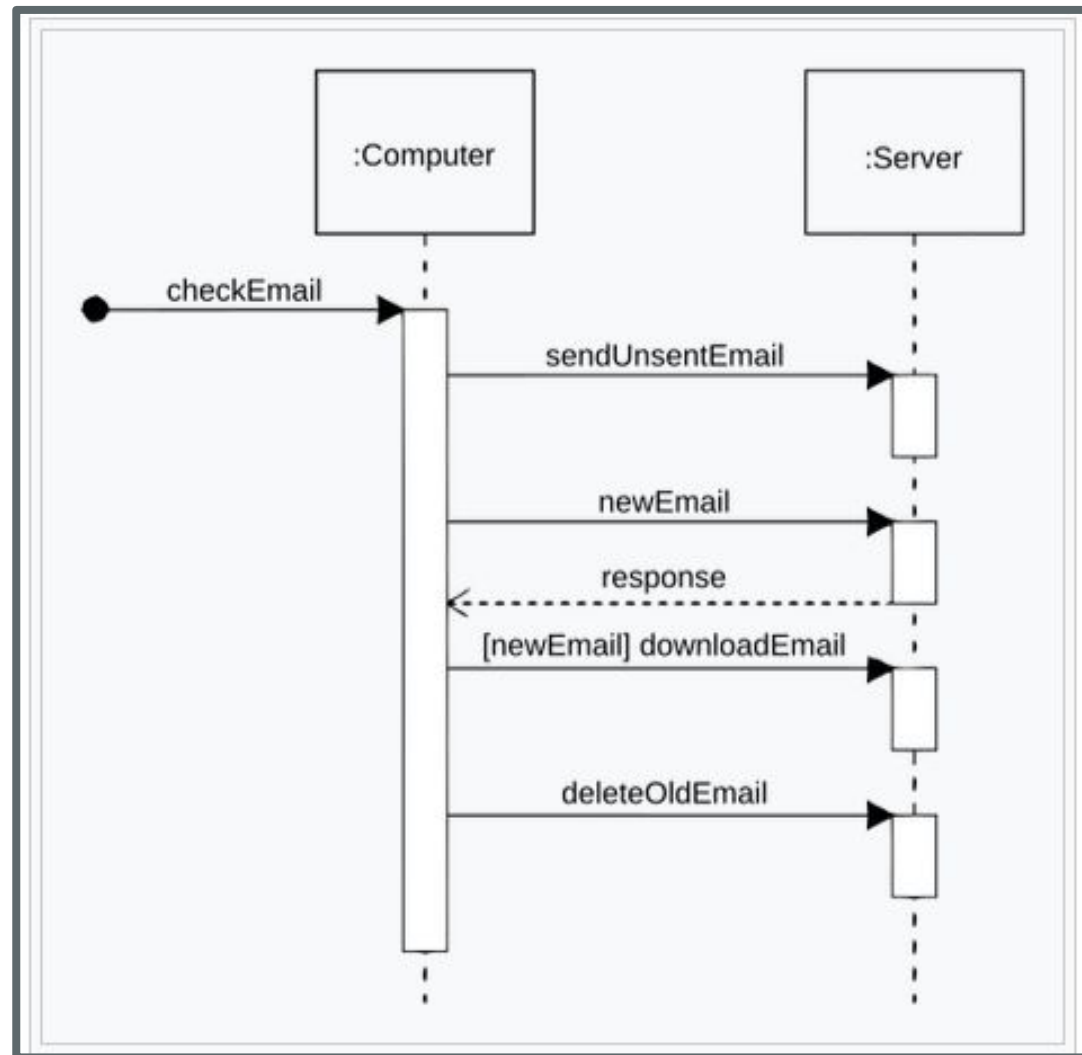 :Computer
:Server
checkEmail
sendUnsentEmail
newEmail
response
[newEmail] downloadEmail
deleteOldEmail